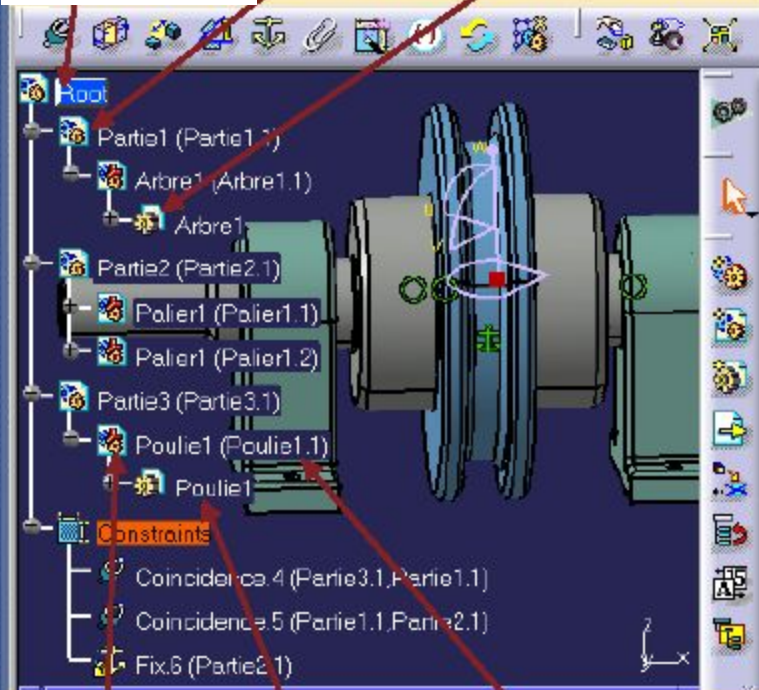 Root
Partie1 (Partie1.1)
Arbre1 (Arbre1.1)
Arbre1
Partie2 (Partie2.1)
Palier1 (Palier1.1)
Palier1 (Palier1.2)
Partie3 (Partie3.1)
Poulie1 (Poulie1.1)
Poulie1
Constraints
Coincidence.4 (Partie3.1,Partie1.1)
Coincidence.5 (Partie1.1,Partie2.1)
Fix.6 (Partie2.1)
W
U
V
z
y
x